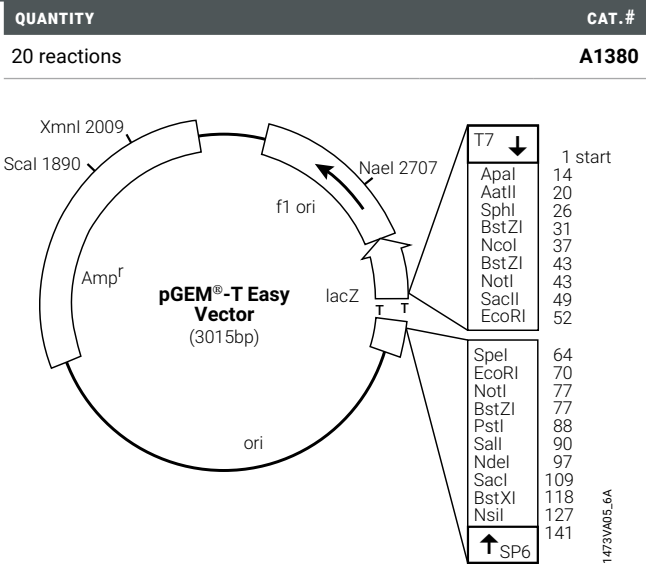 QUANTITY CAT.#
20 reactions A1380
XmnI 2009
ScaI 1890
NaeI 2707
f1 ori
Ampr
pGEM®-T Easy
Vector
(3015bp)
lacZ
T T
ori
T7 ↓
1 start
ApaI 14
AatII 20
SphI 26
BstZI 31
NcoI 37
BstZI 43
NotI 43
SacII 49
EcoRI 52
SpeI 64
EcoRI 70
NotI 77
BstZI 77
PstI 88
SalI 90
NdeI 97
SacI 109
BstXI 118
NsiI 127
141
↑ SP6
1473VA05_6A